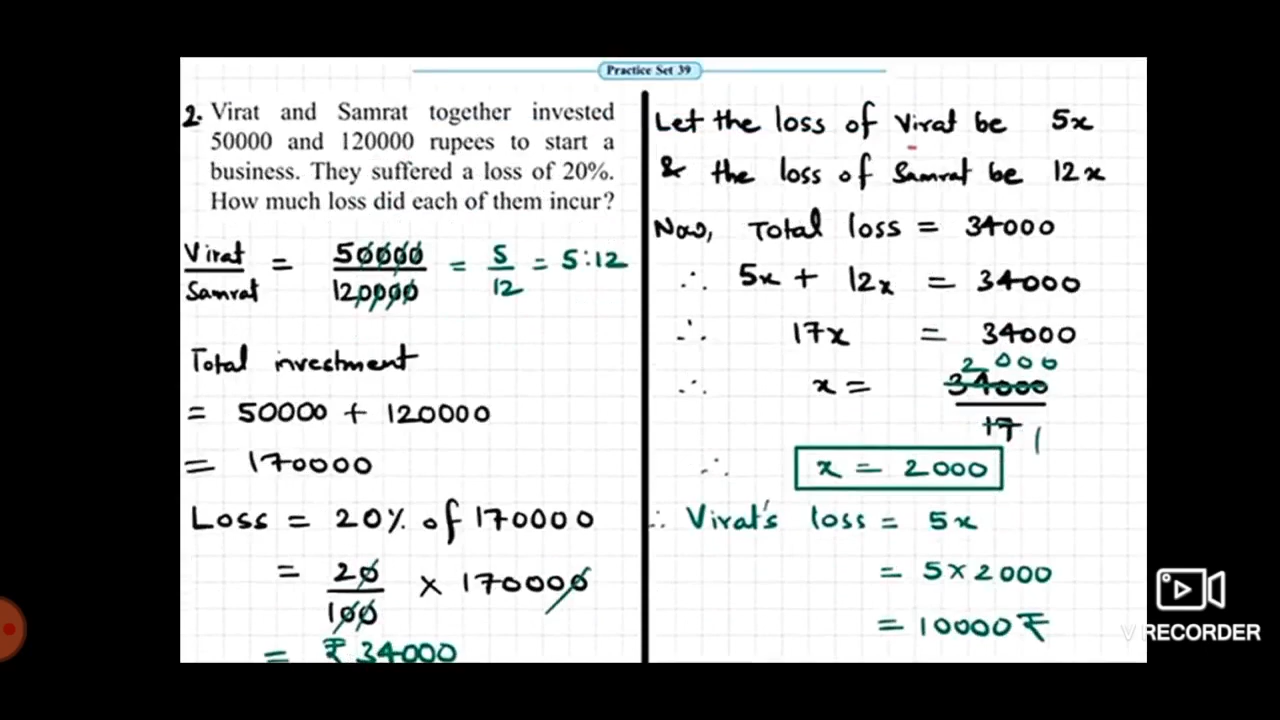 Practice Set 39
2. Virat and Samrat together invested
50000 and 120000 rupees to start a
business. They suffered a loss of 20%.
How much loss did each of them incur?
Virat/Samrat = 50000/120000 = 5/12 = 5:12
Total investment
= 50000 + 120000
= 170000
Loss = 20% of 170000
= 20/100 × 170000
= ₹ 34000
Let the loss of Virat be 5x
& the loss of Samrat be 12x
Now, Total loss = 34000
∴ 5x + 12x = 34000
∴ 17x = 34000
2000
∴ x = 34000/17 1
∴ x = 2000
∴ Virat's loss = 5x
= 5 × 2000
= 10000 ₹
V RECORDER